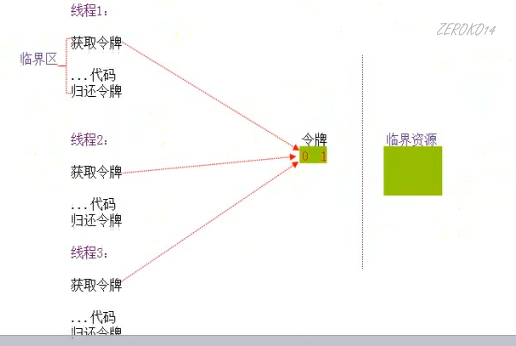 线程1:
获取令牌
临界区
...代码
归还令牌
线程2:
获取令牌
...代码
归还令牌
线程3:
获取令牌
...代码
归还令牌
令牌
0 1
临界资源
ZEROKO14